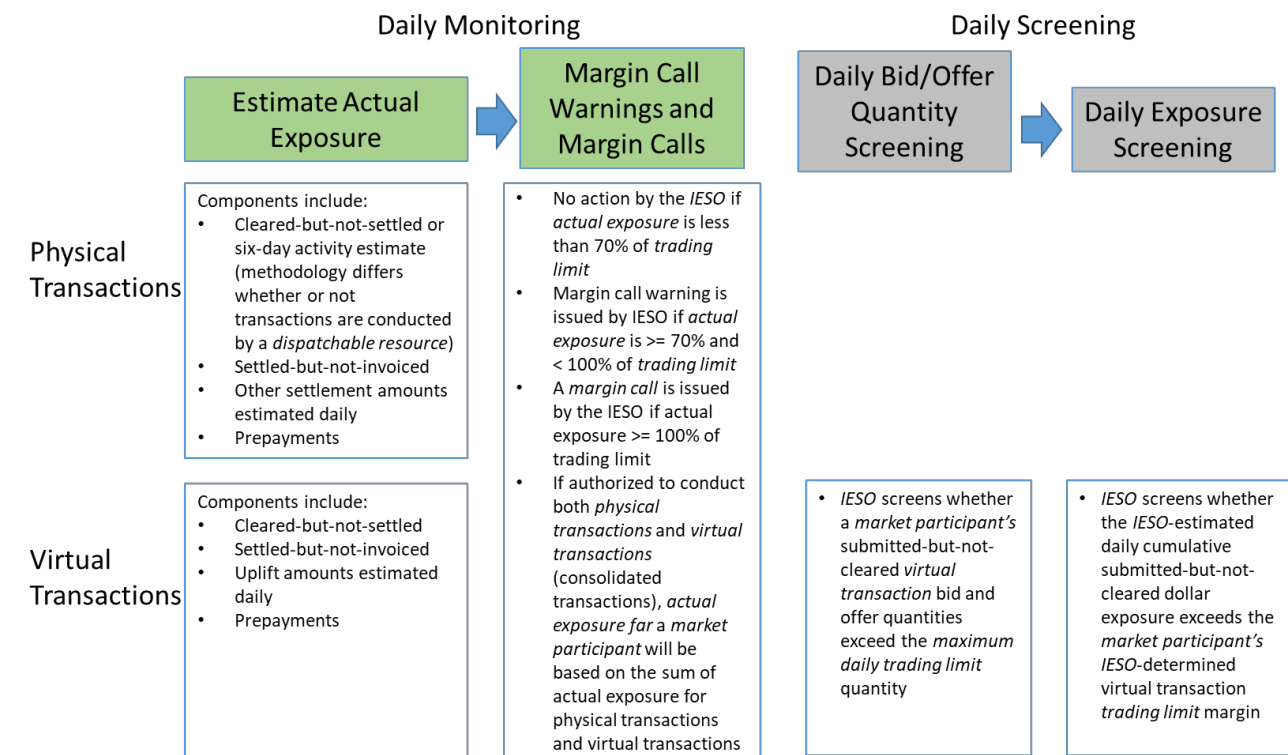 Daily Monitoring
Daily Screening
Estimate Actual
Exposure
Margin Call
Warnings and
Margin Calls
Daily Bid/Offer
Quantity
Screening
Daily Exposure
Screening
Physical
Transactions
Components include:
• Cleared-but-not-settled or
six-day activity estimate
(methodology differs
whether or not
transactions are conducted
by a dispatchable resource)
• Settled-but-not-invoiced
• Other settlement amounts
estimated daily
• Prepayments
• No action by the IESO if
actual exposure is less
than 70% of trading
limit
• Margin call warning is
issued by IESO if actual
exposure is >= 70% and
< 100% of trading limit
• A margin call is issued
by the IESO if actual
exposure >= 100% of
trading limit
• If authorized to conduct
both physical
transactions and virtual
transactions
(consolidated
transactions), actual
exposure far a market
participant will be
based on the sum of
actual exposure for
physical transactions
and virtual transactions
Virtual
Transactions
Components include:
• Cleared-but-not-settled
• Settled-but-not-invoiced
• Uplift amounts estimated
daily
• Prepayments
• IESO screens whether
a market participant's
submitted-but-not-
cleared virtual
transaction bid and
offer quantities
exceed the maximum
daily trading limit
quantity
• IESO screens whether
the IESO-estimated
daily cumulative
submitted-but-not-
cleared dollar
exposure exceeds the
market participant's
IESO-determined
virtual transaction
trading limit margin